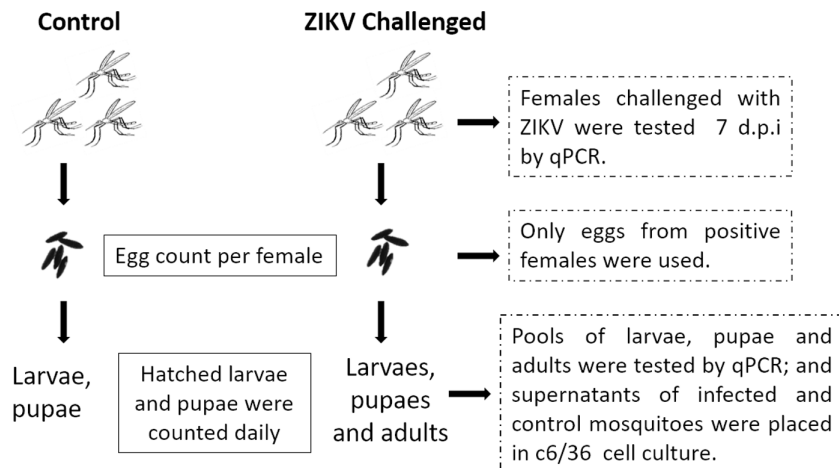 Control
ZIKV Challenged
Females challenged with
ZIKV were tested 7 d.p.i
by qPCR.
Egg count per female
Only eggs from positive
females were used.
Larvae,
pupae
Hatched larvae
and pupae were
counted daily
Larvaes,
pupaes
and adults
Pools of larvae, pupae and
adults were tested by qPCR; and
supernatants of infected and
control mosquitoes were placed
in c6/36 cell culture.